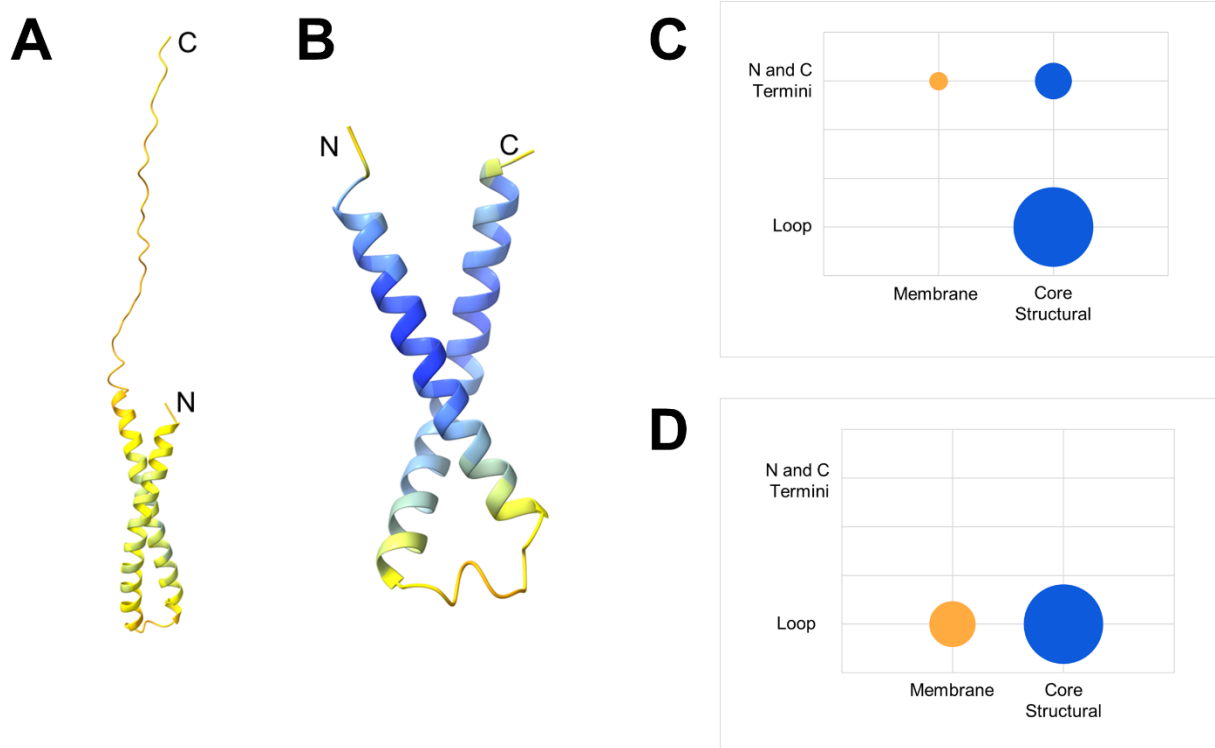 A
C
N
B
N
C
C
N and C
Termini
Loop
Membrane
Core
Structural
D
N and C
Termini
Loop
Membrane
Core
Structural